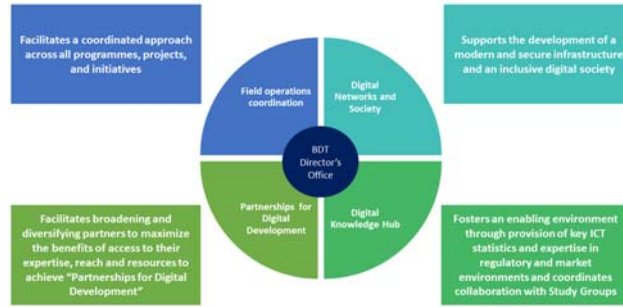 Facilitates a coordinated approach
across all programmes, projects,
and initiatives
Supports the development of a
modern and secure infrastructure
and an inclusive digital society
Field operations
coordination
Digital
Networks and
Society
BDT
Director's
Office
Partnerships for
Digital
Development
Digital
Knowledge Hub
Facilitates broadening and
diversifying partners to maximize
the benefits of access to their
expertise, reach and resources to
achieve "Partnerships for Digital
Development"
Fosters an enabling environment
through provision of key ICT
statistics and expertise in
regulatory and market
environments and coordinates
collaboration with Study Groups